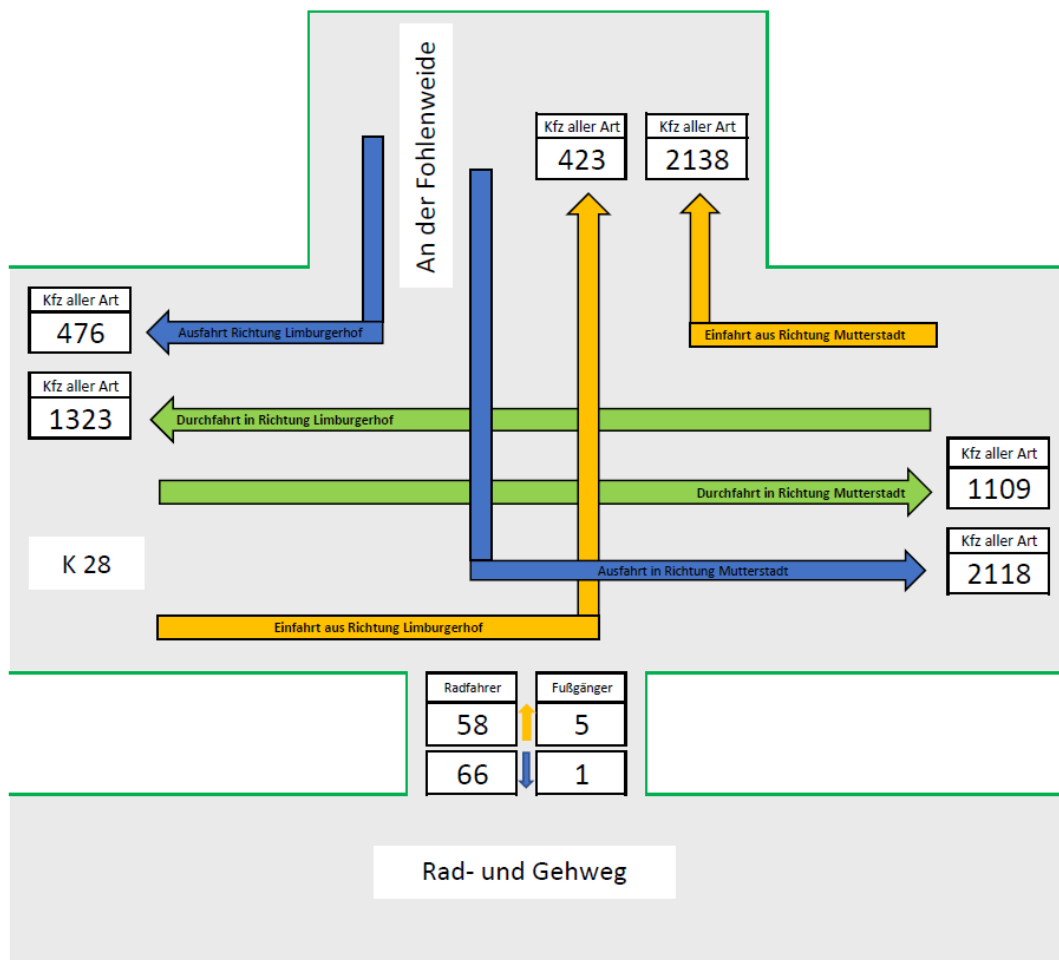 An der Fohlenweide
Kfz aller Art
423
Kfz aller Art
2138
Kfz aller Art
476
Ausfahrt Richtung Limburgerhof
Einfahrt aus Richtung Mutterstadt
Kfz aller Art
1323
Durchfahrt in Richtung Limburgerhof
Kfz aller Art
1109
Durchfahrt in Richtung Mutterstadt
K 28
Kfz aller Art
2118
Ausfahrt in Richtung Mutterstadt
Einfahrt aus Richtung Limburgerhof
Radfahrer
Fußgänger
58
5
66
1
Rad- und Gehweg